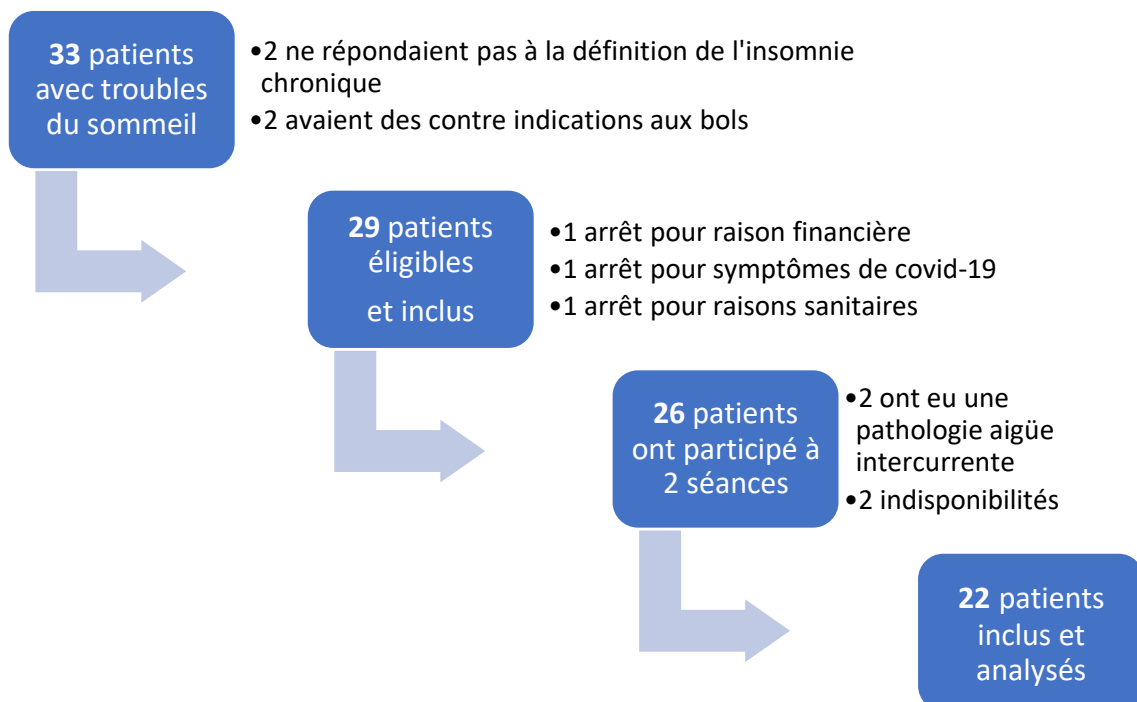 33 patients
avec troubles
du sommeil
•2 ne répondaient pas à la définition de l'insomnie
chronique
•2 avaient des contre indications aux bols
29 patients
éligibles
et inclus
•1 arrêt pour raison financière
•1 arrêt pour symptômes de covid-19
•1 arrêt pour raisons sanitaires
26 patients
ont participé à
2 séances
•2 ont eu une
pathologie aigüe
intercurrente
•2 indisponibilités
22 patients
inclus et
analysés